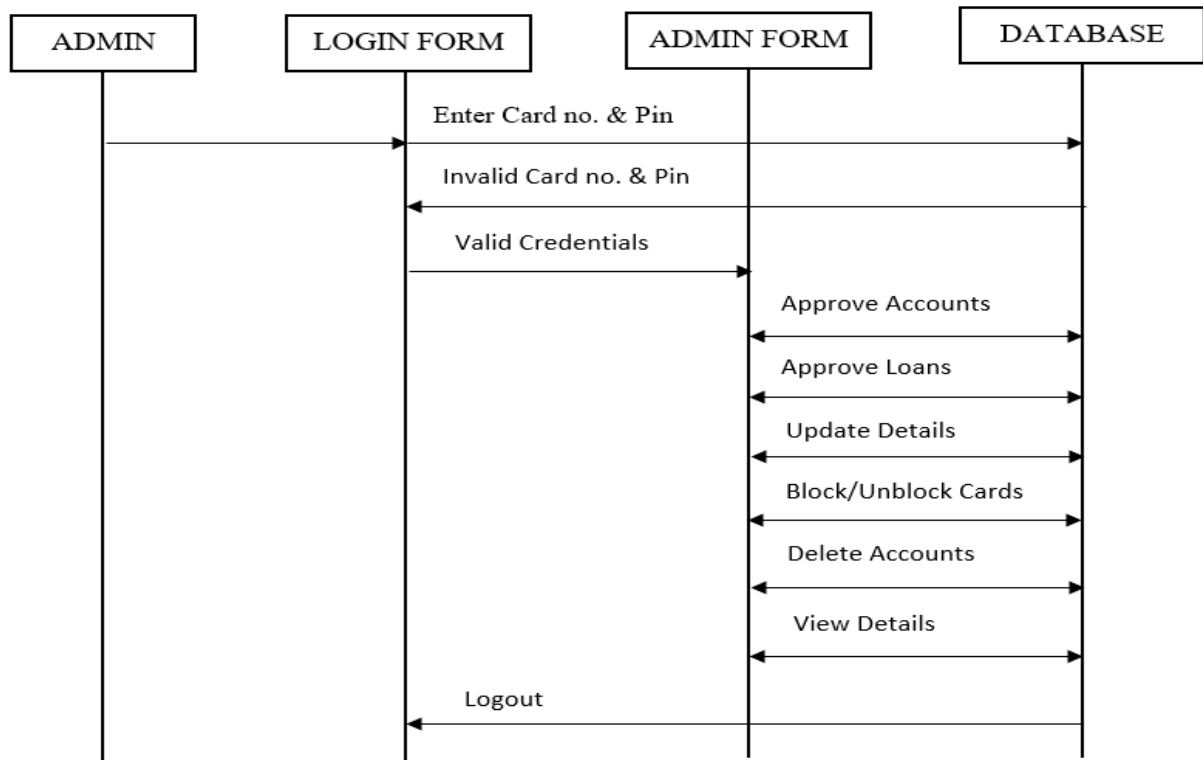 ADMIN
LOGIN FORM
ADMIN FORM
DATABASE
Enter Card no. & Pin
Invalid Card no. & Pin
Valid Credentials
Approve Accounts
Approve Loans
Update Details
Block/Unblock Cards
Delete Accounts
View Details
Logout